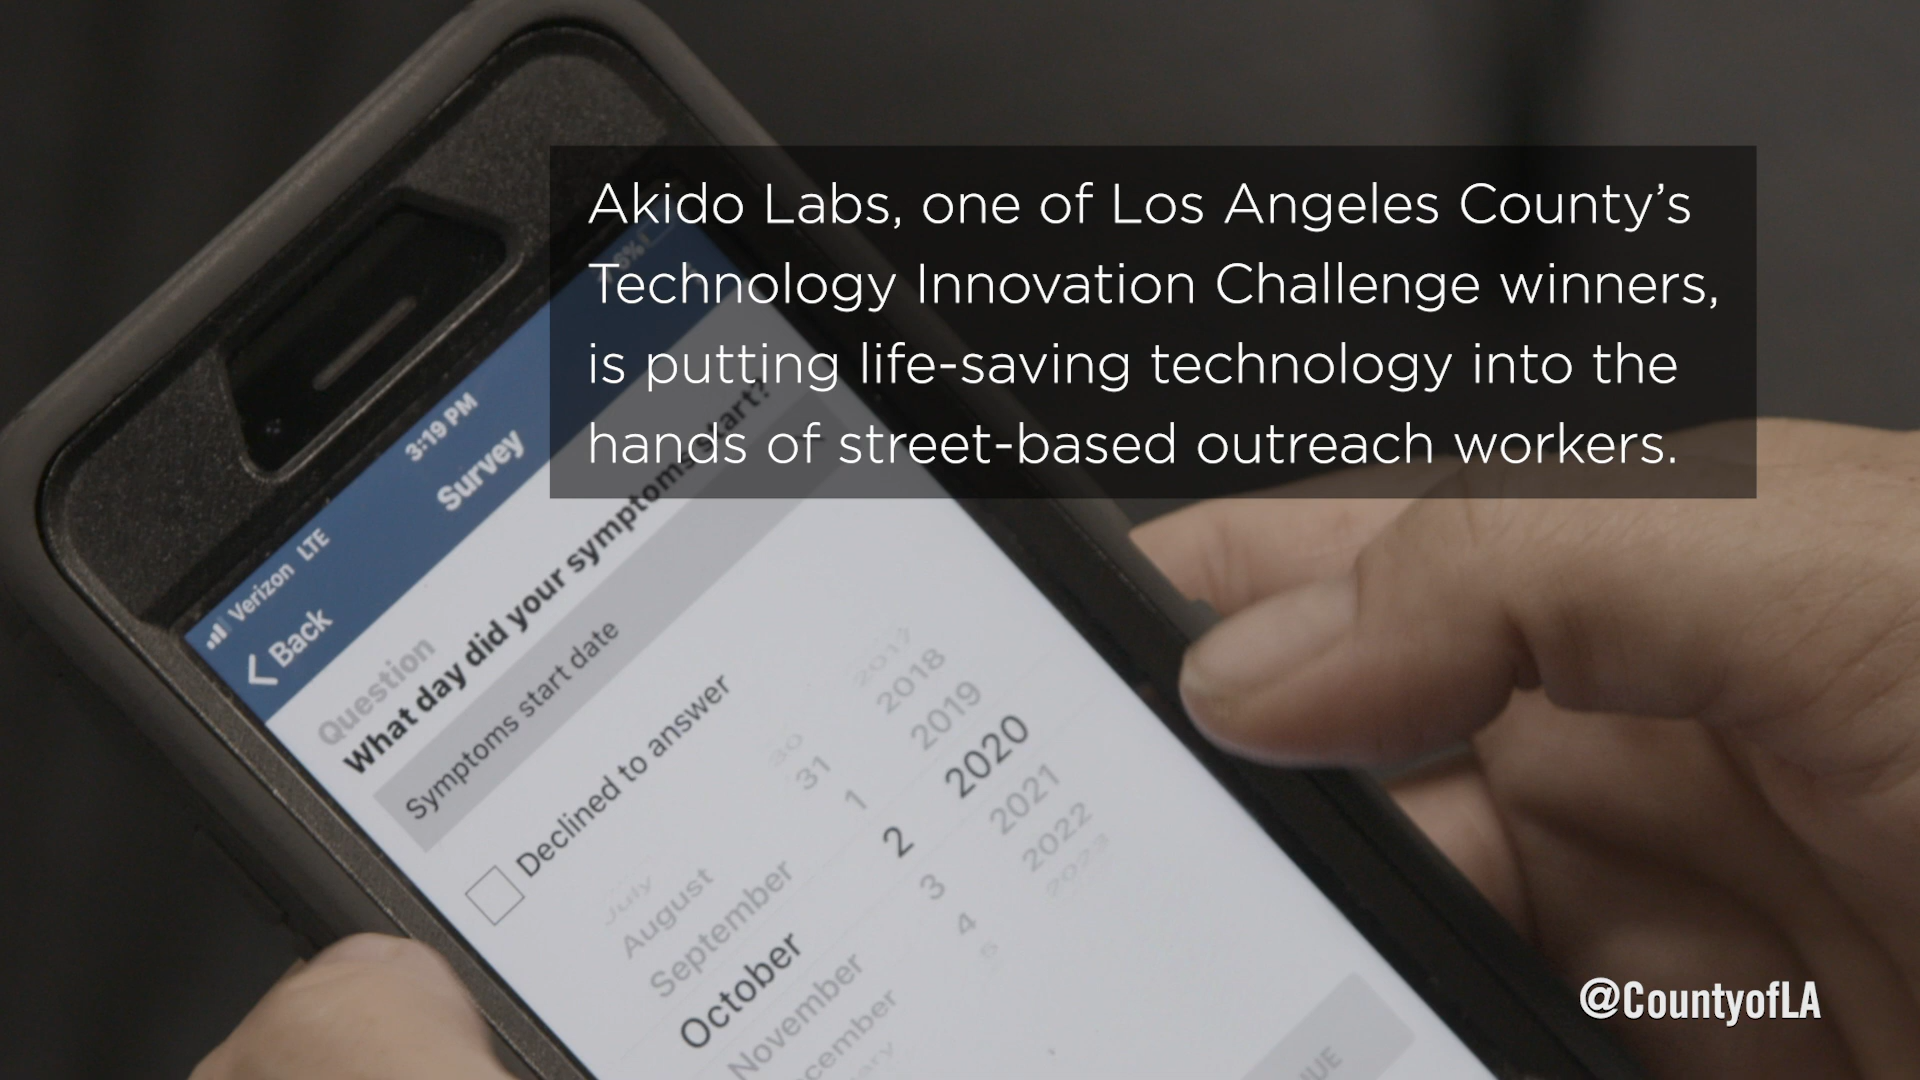 Akido Labs, one of Los Angeles County’s
Technology Innovation Challenge winners,
is putting life-saving technology into the
hands of street-based outreach workers.
Verizon LTE
3:19 PM
6%
Back
Survey
Question
What day did your symptoms start?
Symptoms start date
Declined to answer
July
August
September
October
November
30
31
1
2
3
4
5
2017
2018
2019
2020
2021
2022
2023
@CountyofLA